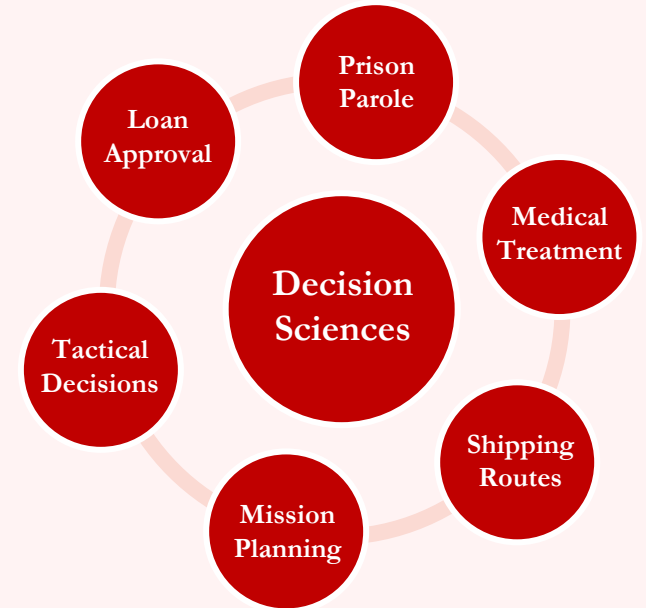 Prison
Parole
Loan
Approval
Medical
Treatment
Decision
Sciences
Tactical
Decisions
Shipping
Routes
Mission
Planning